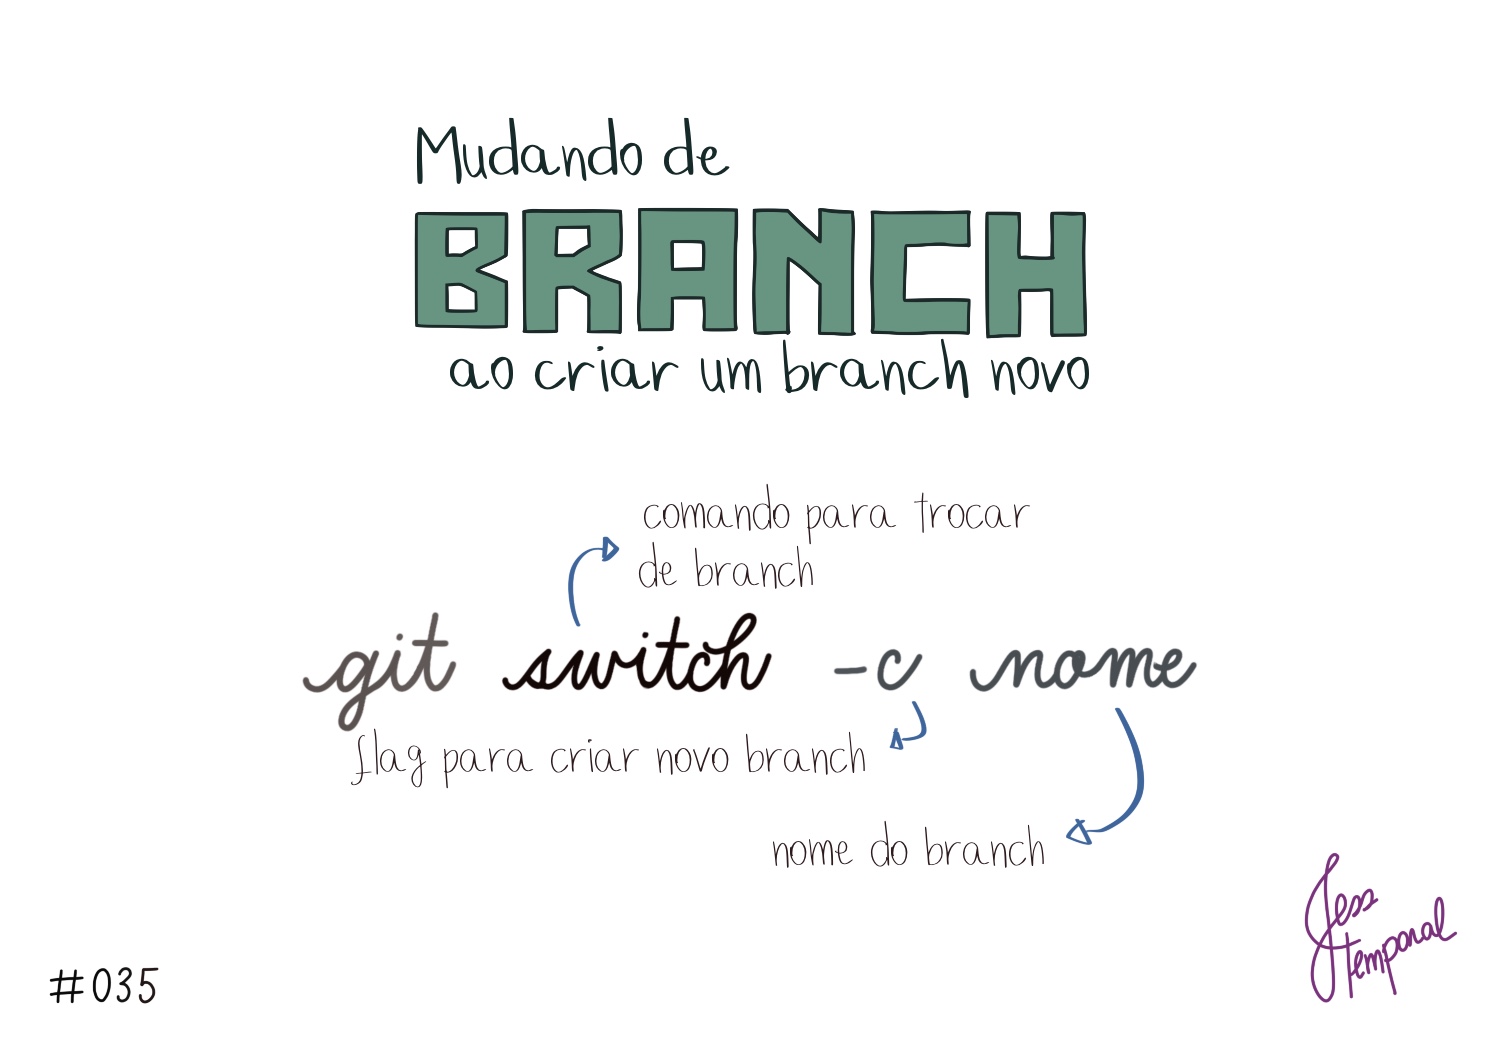 Mudando de
BRANCH
ao criar um branch novo
comando para trocar
de branch
git switch -c nome
flag para criar novo branch
nome do branch
Jess
temporal
#035